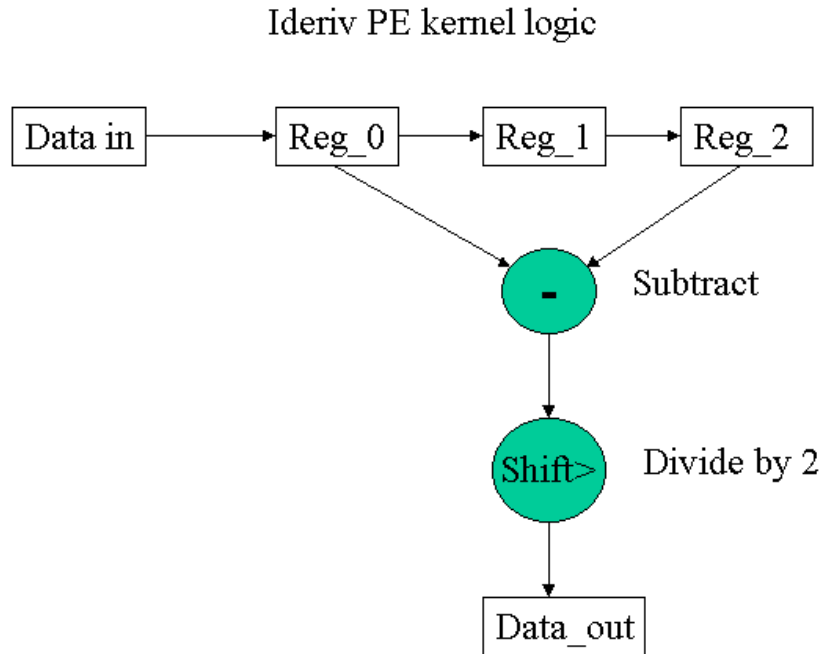 Ideriv PE kernel logic
Data in
Reg_0
Reg_1
Reg_2
-
Subtract
Shift>
Divide by 2
Data_out